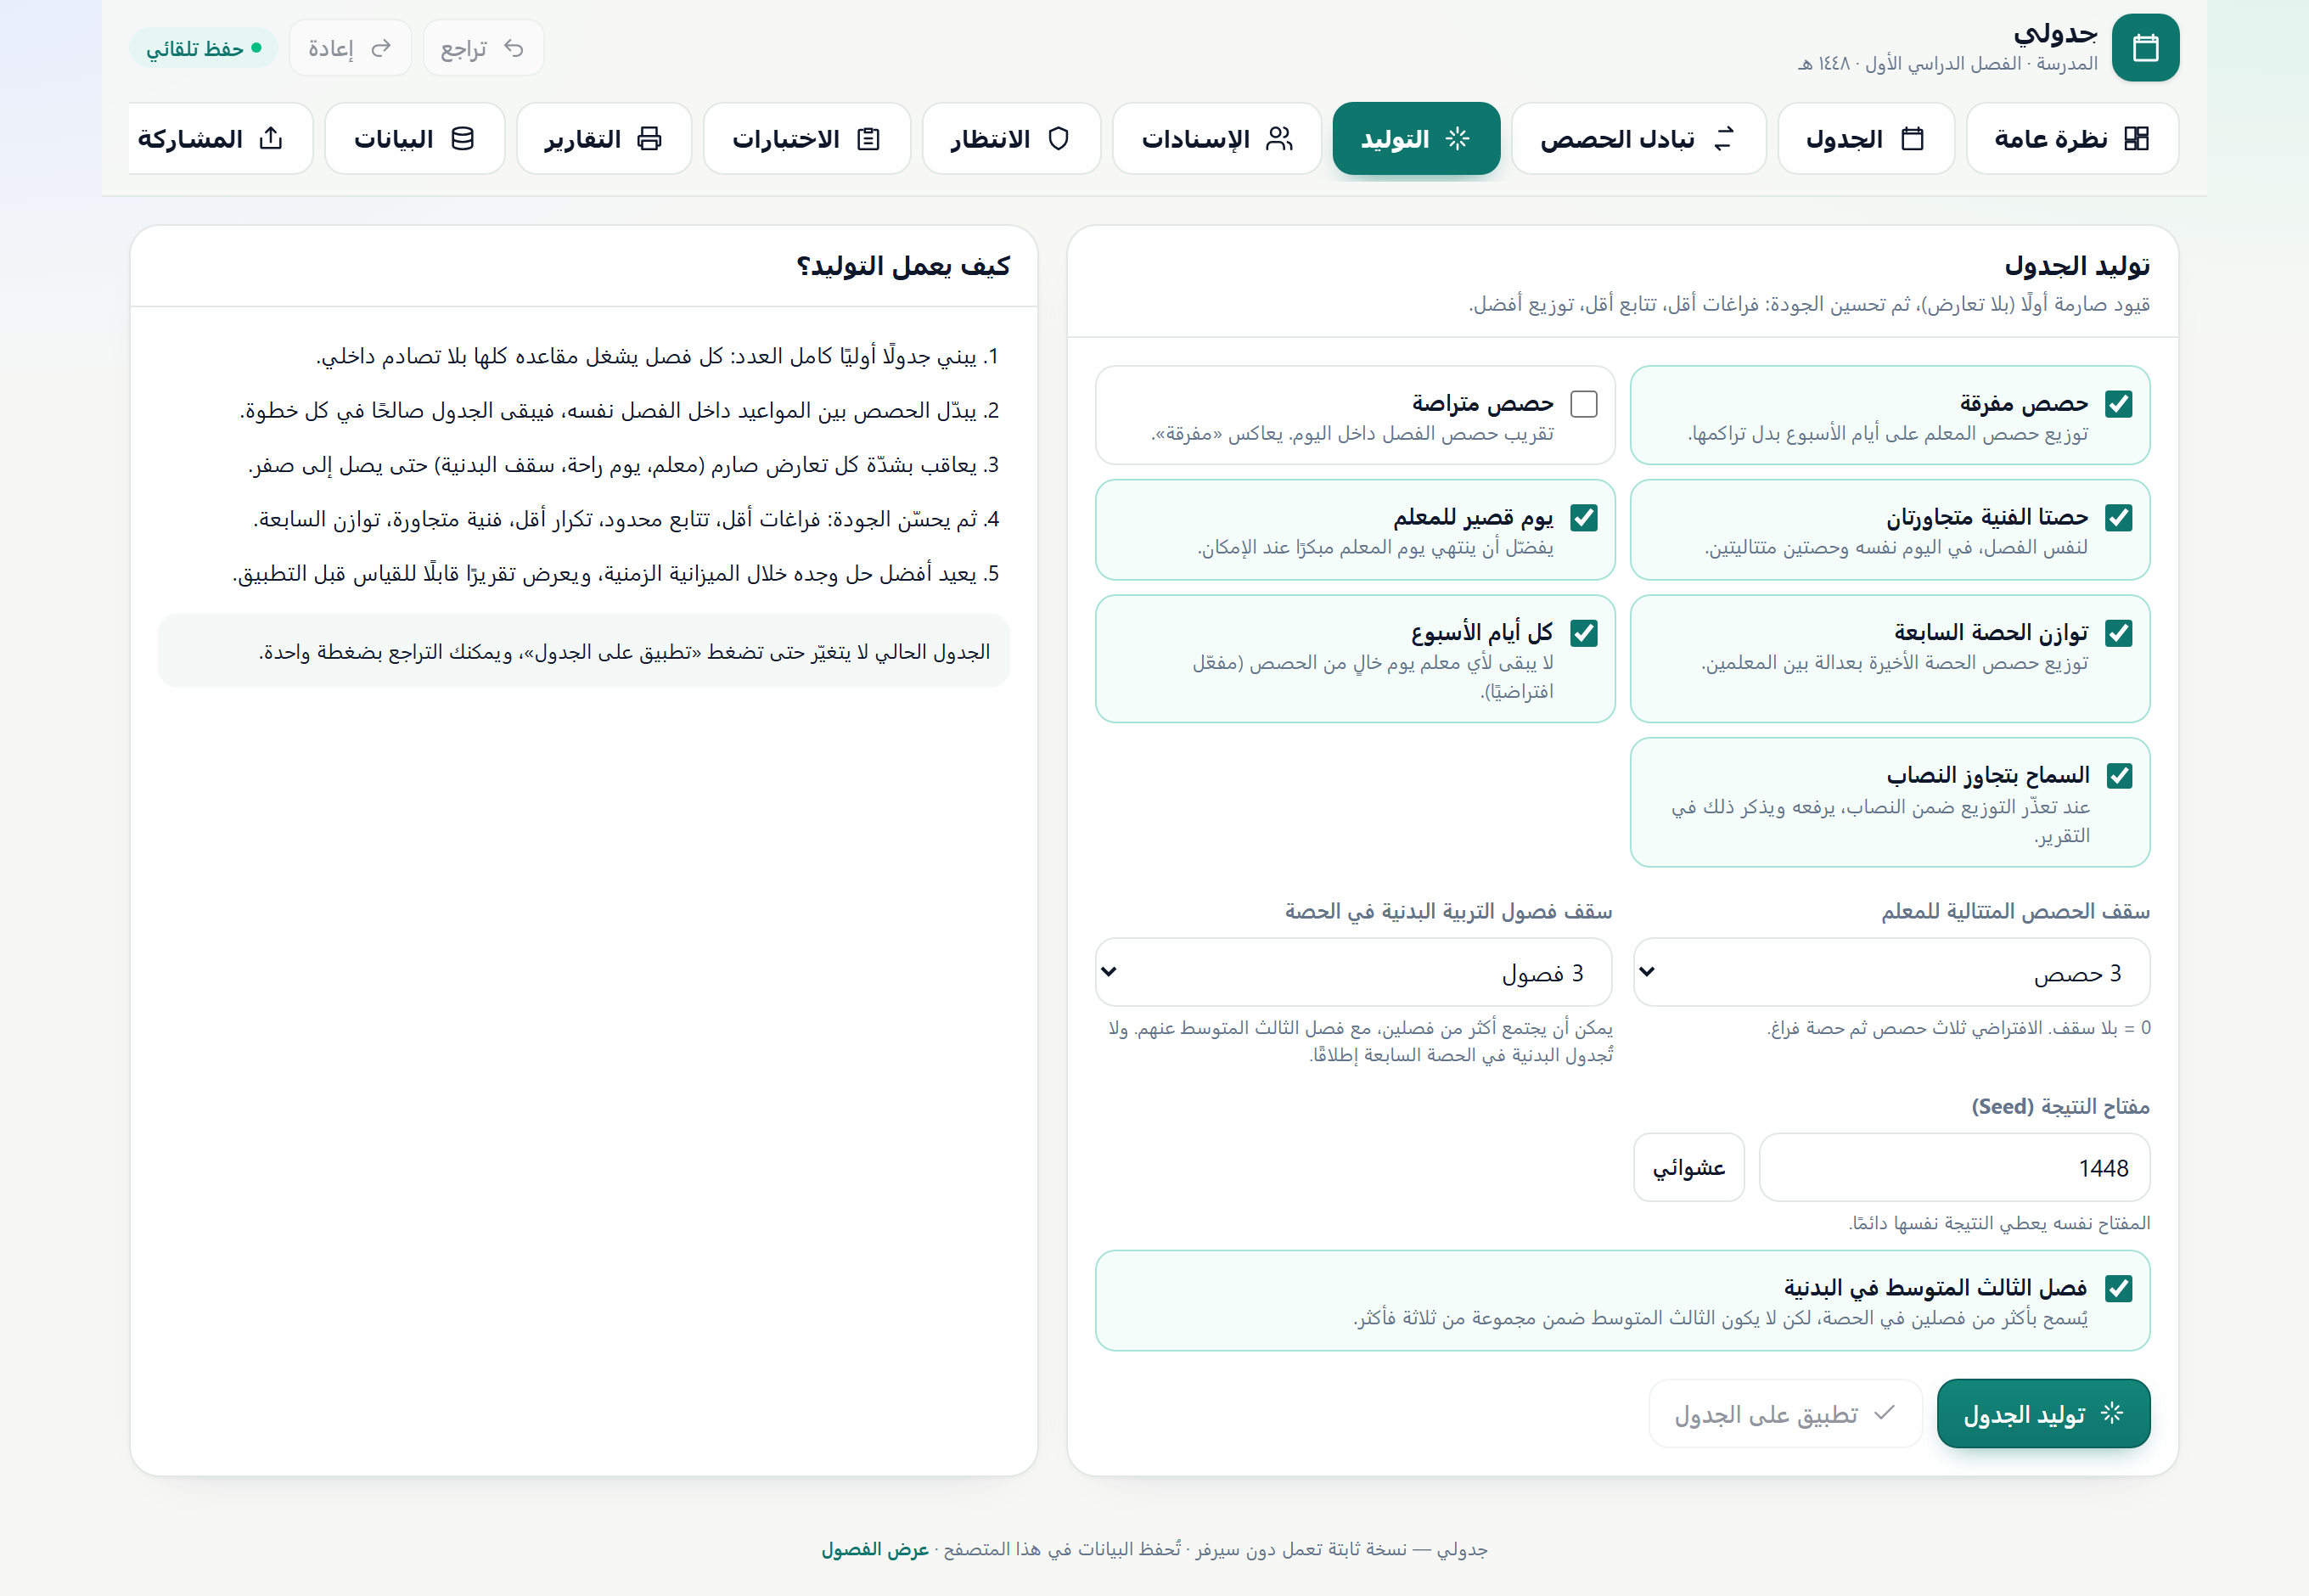 جدولي
المدرسة · الفصل الدراسي الأول · ١٤٤٨ هـ
تراجع
إعادة
حفظ تلقائي
نظرة عامة
الجدول
تبادل الحصص
التوليد
الإسنادات
الانتظار
الاختبارات
التقارير
البيانات
المشاركة
توليد الجدول
قيود صارمة أولًا (بلا تعارض)، ثم تحسين الجودة: فراغات أقل، تتابع أقل، توزيع أفضل.
حصص مفرقة
توزيع حصص المعلم على أيام الأسبوع بدل تراكمها.
حصص متراصة
تقريب حصص الفصل داخل اليوم. يعاكس «مفرقة».
حصتا الفنية متجاورتان
لنفس الفصل، في اليوم نفسه وحصتين متتاليتين.
يوم قصير للمعلم
يفضّل أن ينتهي يوم المعلم مبكرًا عند الإمكان.
توازن الحصة السابعة
توزيع حصص الحصة الأخيرة بعدالة بين المعلمين.
كل أيام الأسبوع
لا يبقى لأي معلم يوم خالٍ من الحصص (مفعّل
افتراضيًا).
السماح بتجاوز النصاب
عند تعذّر التوزيع ضمن النصاب، يرفعه ويذكر ذلك في
التقرير.
سقف الحصص المتتالية للمعلم
3 حصص
0 = بلا سقف. الافتراضي ثلاث حصص ثم حصة فراغ.
سقف فصول التربية البدنية في الحصة
3 فصول
يمكن أن يجتمع أكثر من فصلين، مع فصل الثالث المتوسط عنهم. ولا
تُجدول البدنية في الحصة السابعة إطلاقًا.
مفتاح النتيجة (Seed)
1448
عشوائي
المفتاح نفسه يعطي النتيجة نفسها دائمًا.
فصل الثالث المتوسط في البدنية
يُسمح بأكثر من فصلين في الحصة، لكن لا يكون الثالث المتوسط ضمن مجموعة من ثلاثة فأكثر.
توليد الجدول
تطبيق على الجدول
كيف يعمل التوليد؟
1. يبني جدولًا أوليًا كامل العدد: كل فصل يشغل مقاعده كلها بلا تصادم داخلي.
2. يبدّل الحصص بين المواعيد داخل الفصل نفسه، فيبقى الجدول صالحًا في كل خطوة.
3. يعاقب بشدّة كل تعارض صارم (معلم، يوم راحة، سقف البدنية) حتى يصل إلى صفر.
4. ثم يحسّن الجودة: فراغات أقل، تتابع محدود، تكرار أقل، فنية متجاورة، توازن السابعة.
5. يعيد أفضل حل وجده خلال الميزانية الزمنية، ويعرض تقريرًا قابلًا للقياس قبل التطبيق.
الجدول الحالي لا يتغيّر حتى تضغط «تطبيق على الجدول»، ويمكنك التراجع بضغطة واحدة.
جدولي — نسخة ثابتة تعمل دون سيرفر · تُحفظ البيانات في هذا المتصفح · عرض الفصول